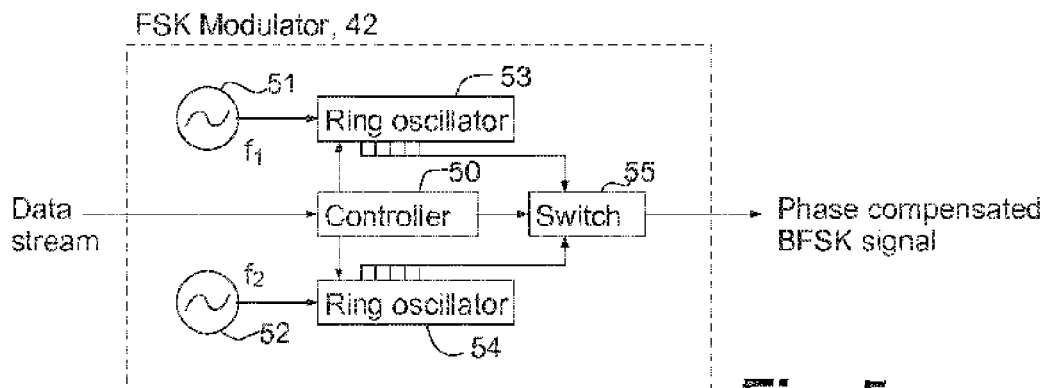 FSK Modulator, 42
51
53
Ring oscillator
f1
50
55
Data
stream
Controller
Switch
Phase compensated
BFSK signal
f2
Ring oscillator
52
54